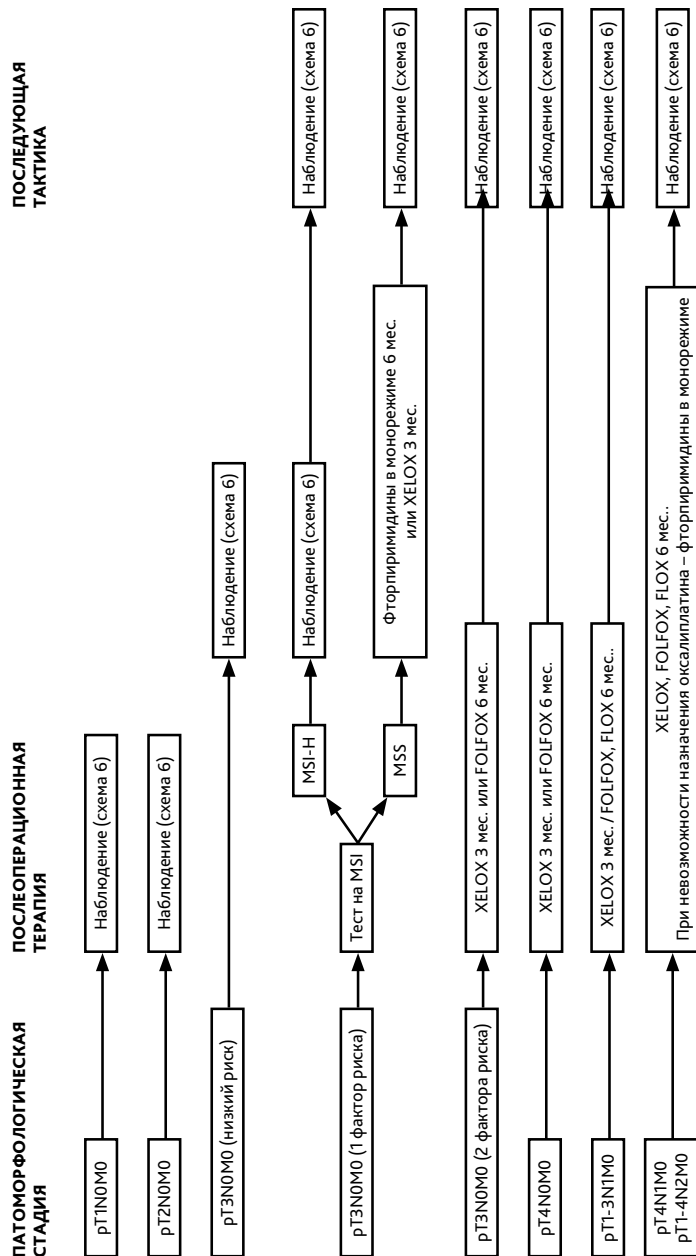 ПАТОМОРФОЛОГИЧЕСКАЯ
СТАДИЯ
ПОСЛЕОПЕРАЦИОННАЯ
ТЕРАПИЯ
ПОСЛЕДУЮЩАЯ
ТАКТИКА
pT1N0M0
Наблюдение (схема 6)
pT2N0M0
Наблюдение (схема 6)
pT3N0M0 (низкий риск)
Наблюдение (схема 6)
pT3N0M0 (1 фактор риска)
Тест на MSI
MSI-H
Наблюдение (схема 6)
Наблюдение (схема 6)
MSS
Фторпиримидины в монорежиме 6 мес.
или XELOX 3 мес.
Наблюдение (схема 6)
pT3N0M0 (2 фактора риска)
XELOX 3 мес. или FOLFOX 6 мес.
Наблюдение (схема 6)
pT4N0M0
XELOX 3 мес. или FOLFOX 6 мес.
Наблюдение (схема 6)
pT1-3N1M0
XELOX 3 мес. / FOLFOX, FLOX 6 мес..
Наблюдение (схема 6)
pT4N1M0
pT1-4N2M0
XELOX, FOLFOX, FLOX 6 мес..
При невозможности назначения оксалиплатина – фторпиримидины в монорежиме
Наблюдение (схема 6)